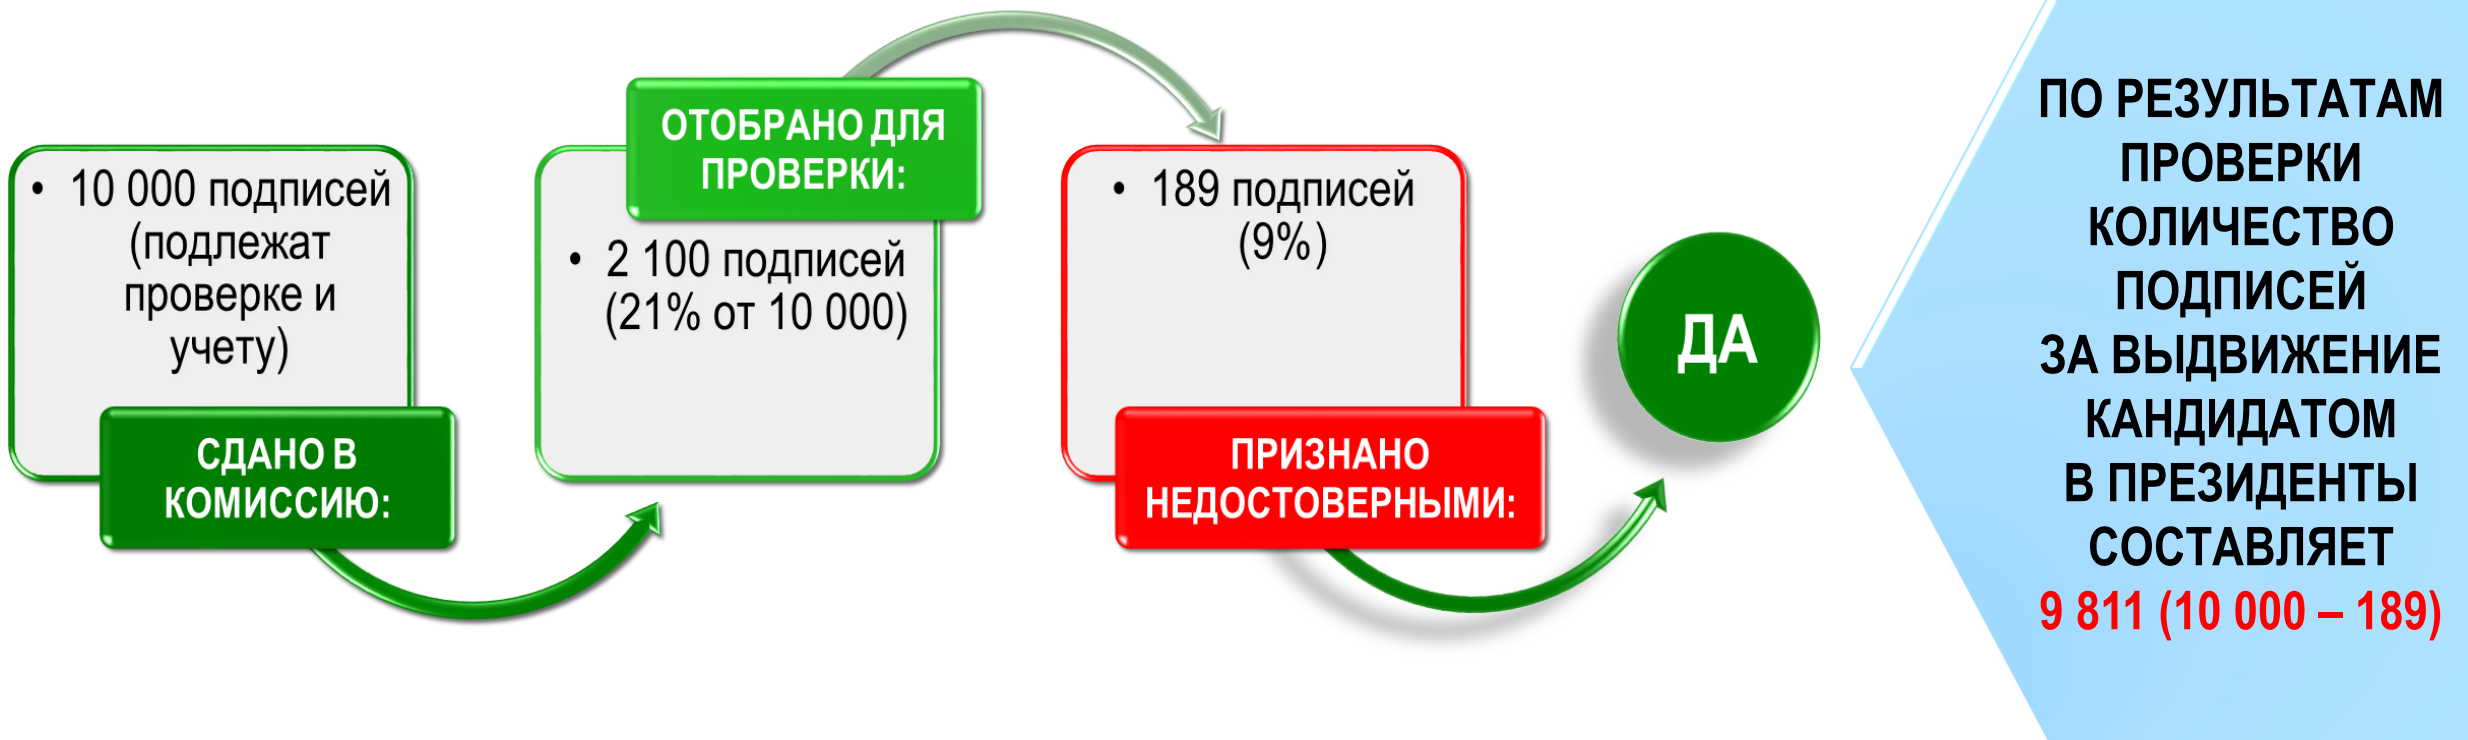 • 10 000 подписей
(подлежат
проверке и
учету)
СДАНО В
КОМИССИЮ:
ОТОБРАНО ДЛЯ
ПРОВЕРКИ:
• 2 100 подписей
(21% от 10 000)
• 189 подписей
(9%)
ПРИЗНАНО
НЕДОСТОВЕРНЫМИ:
ДА
ПО РЕЗУЛЬТАТАМ
ПРОВЕРКИ
КОЛИЧЕСТВО
ПОДПИСЕЙ
ЗА ВЫДВИЖЕНИЕ
КАНДИДАТОМ
В ПРЕЗИДЕНТЫ
СОСТАВЛЯЕТ
9 811 (10 000 – 189)